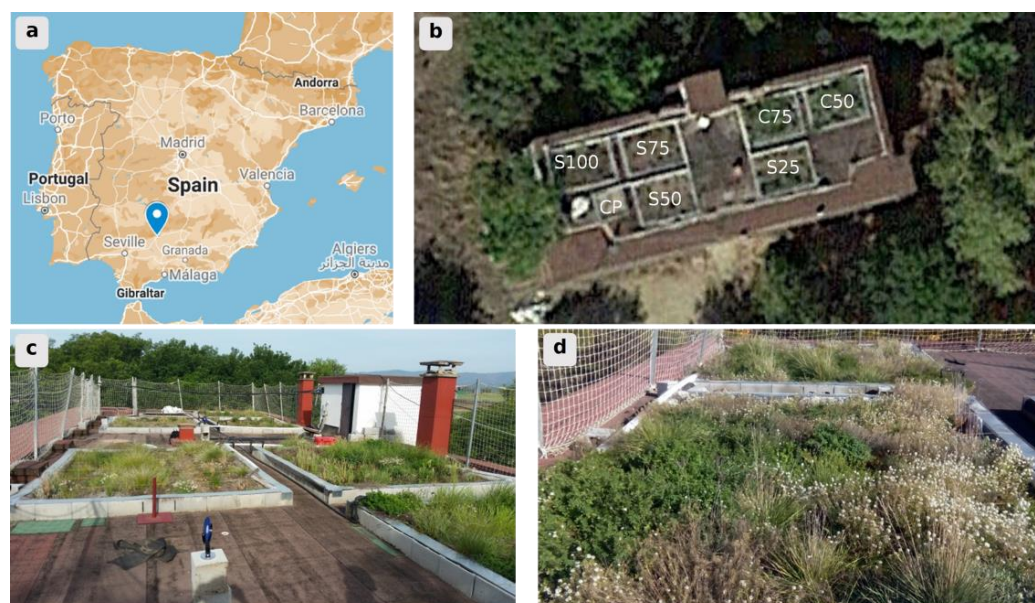 a
Andorra
Porto
Barcelona
Madrid
Portugal
Spain
Valencia
Lisbon
Seville
Granada
Málaga
Algiers
مدينة الجزائر
Gibraltar
b
S100
S75
C75
C50
CP
S50
S25
c
d